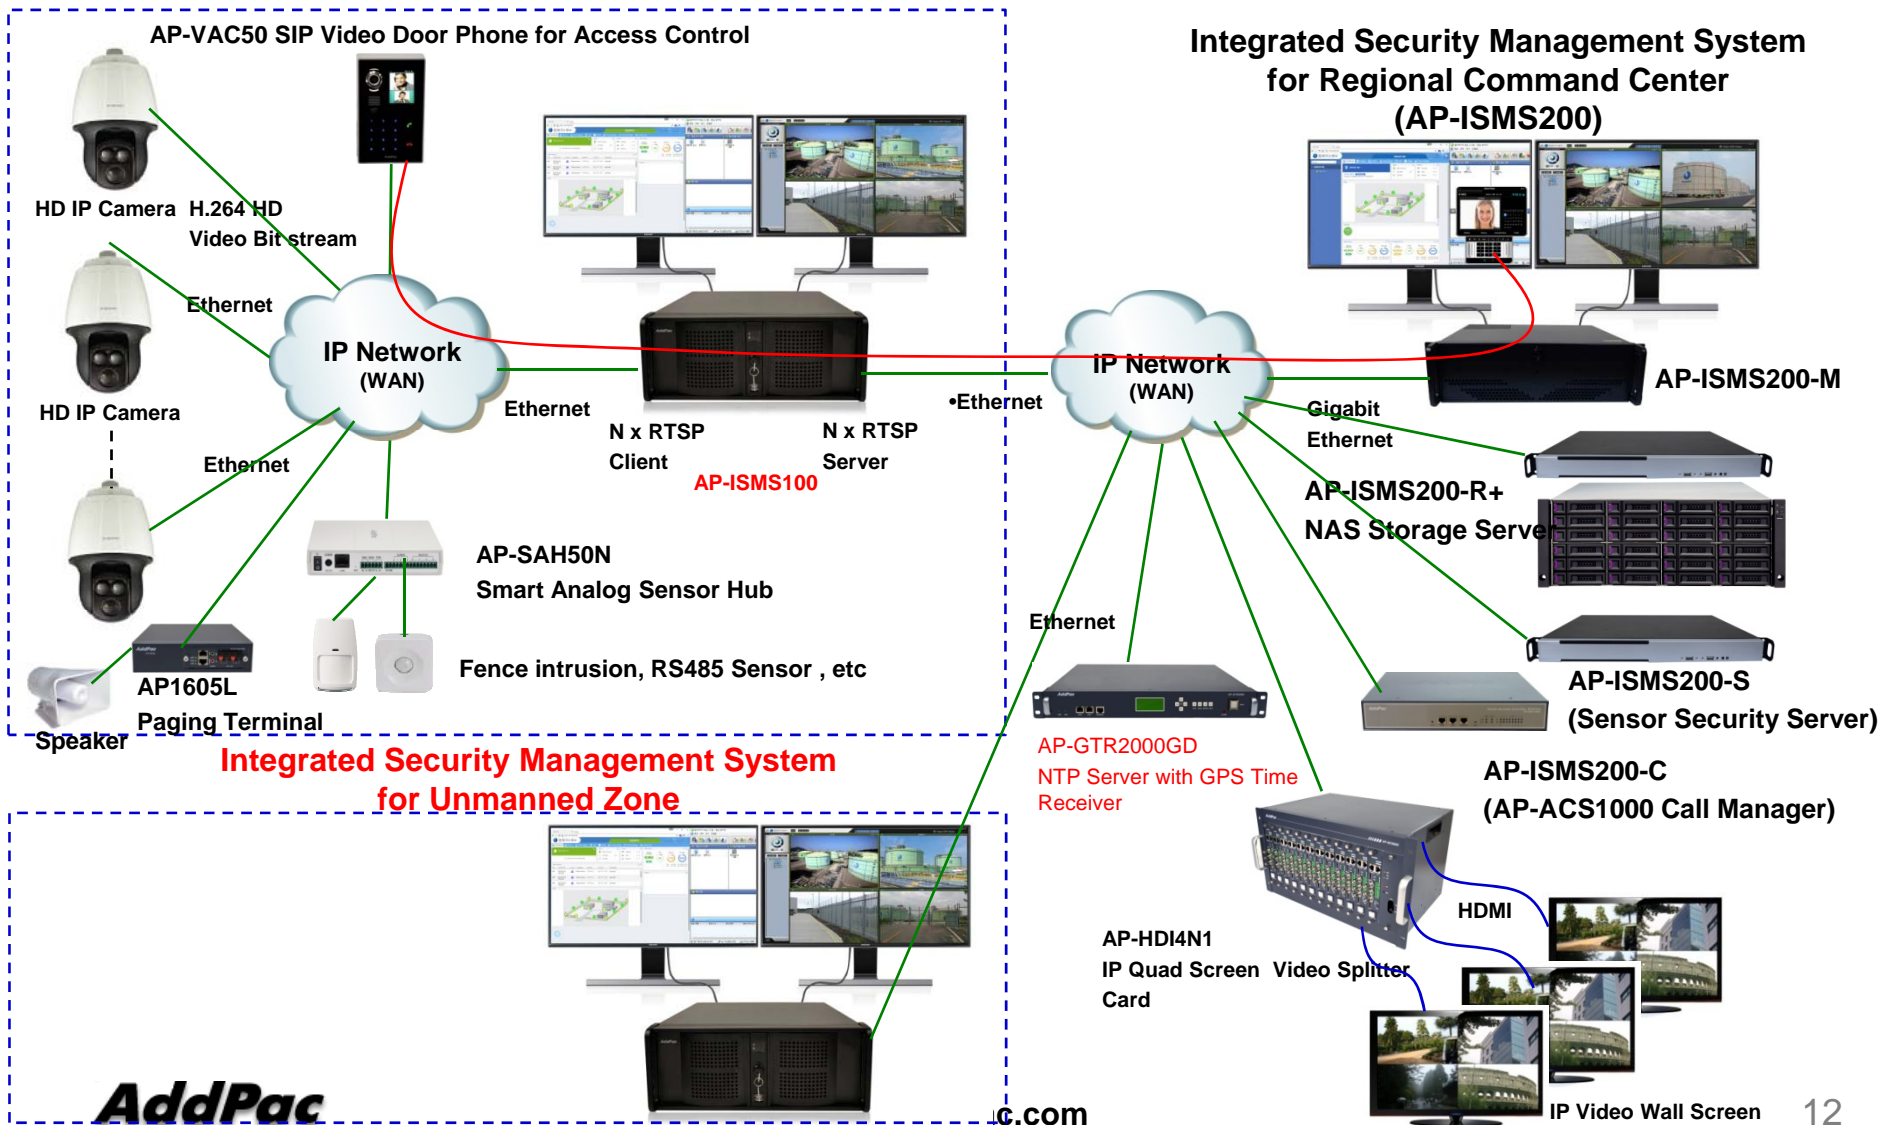 AP-VAC50 SIP Video Door Phone for Access Control
Integrated Security Management System
for Regional Command Center
(AP-ISMS200)
HD IP Camera
H.264 HD
Video Bit stream
Ethernet
IP Network
(WAN)
HD IP Camera
Ethernet
Ethernet
N x RTSP
Client
N x RTSP
Server
AP-ISMS100
•Ethernet
IP Network
(WAN)
AP-ISMS200-M
Gigabit
Ethernet
AP-ISMS200-R+
NAS Storage Server
AP-SAH50N
Smart Analog Sensor Hub
Fence intrusion, RS485 Sensor , etc
AddPac
AP1605L
Paging Terminal
Speaker
Ethernet
AP-GTR2000GD
NTP Server with GPS Time
Receiver
AP-ISMS200-S
(Sensor Security Server)
AP-ISMS200-C
(AP-ACS1000 Call Manager)
Integrated Security Management System
for Unmanned Zone
HDMI
AP-HDI4N1
IP Quad Screen  Video Splitter
Card
IP Video Wall Screen
AddPac
c.com
12